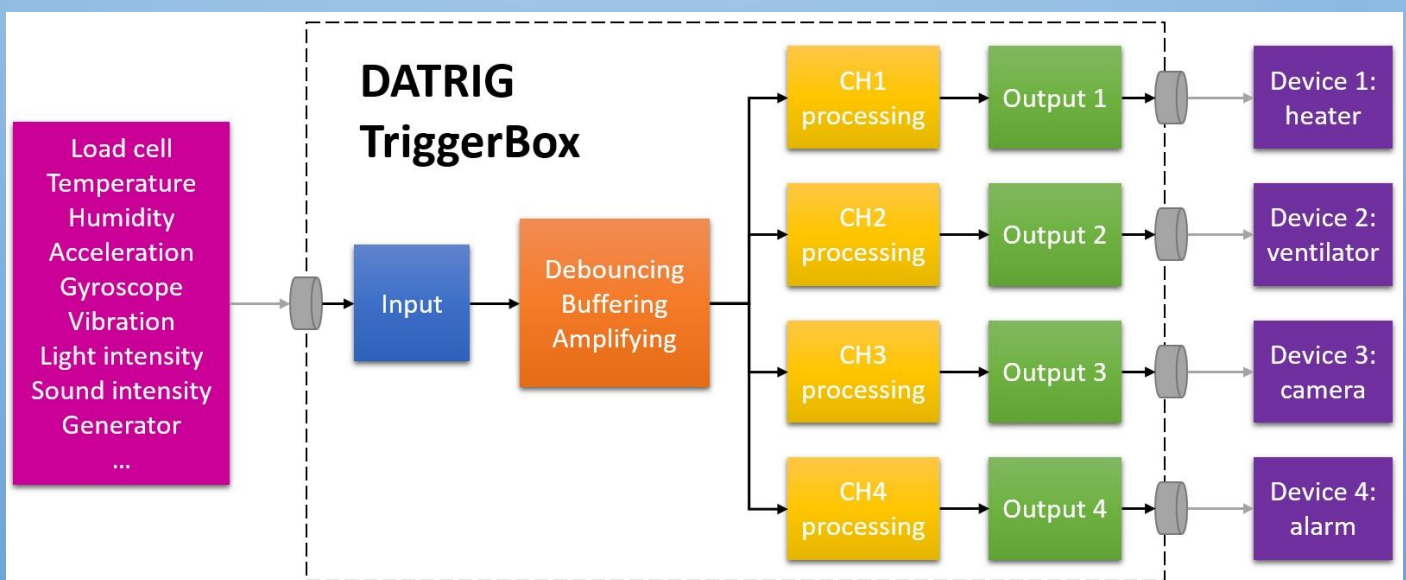 DATRIG
TriggerBox
Load cell
Temperature
Humidity
Acceleration
Gyroscope
Vibration
Light intensity
Sound intensity
Generator
...
Input
Debouncing
Buffering
Amplifying
CH1
processing
Output 1
Device 1:
heater
CH2
processing
Output 2
Device 2:
ventilator
CH3
processing
Output 3
Device 3:
camera
CH4
processing
Output 4
Device 4:
alarm